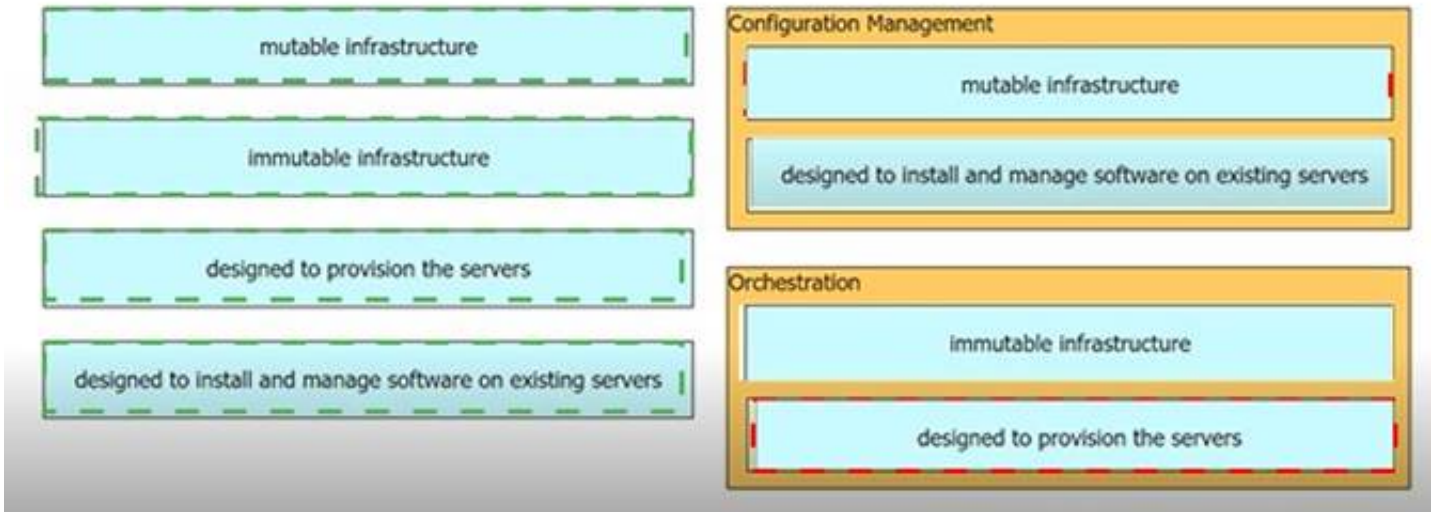 mutable infrastructure
immutable infrastructure
designed to provision the servers
designed to install and manage software on existing servers
Configuration Management
mutable infrastructure
designed to install and manage software on existing servers
Orchestration
immutable infrastructure
designed to provision the servers